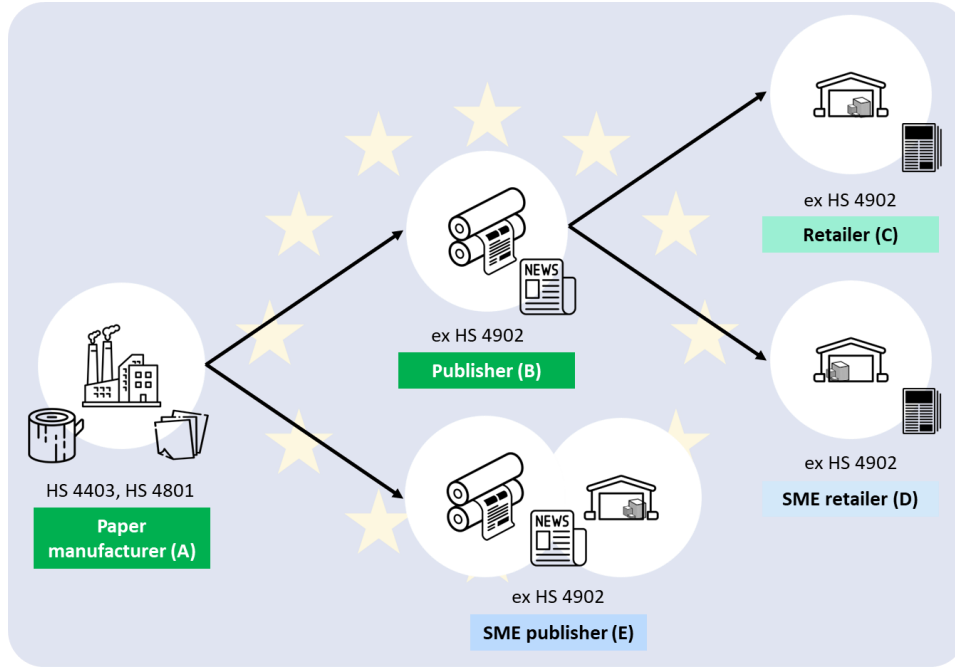 ex HS 4902
Retailer (C)
NEWS
ex HS 4902
Publisher (B)
ex HS 4902
SME retailer (D)
HS 4403, HS 4801
Paper
manufacturer (A)
NEWS
ex HS 4902
SME publisher (E)